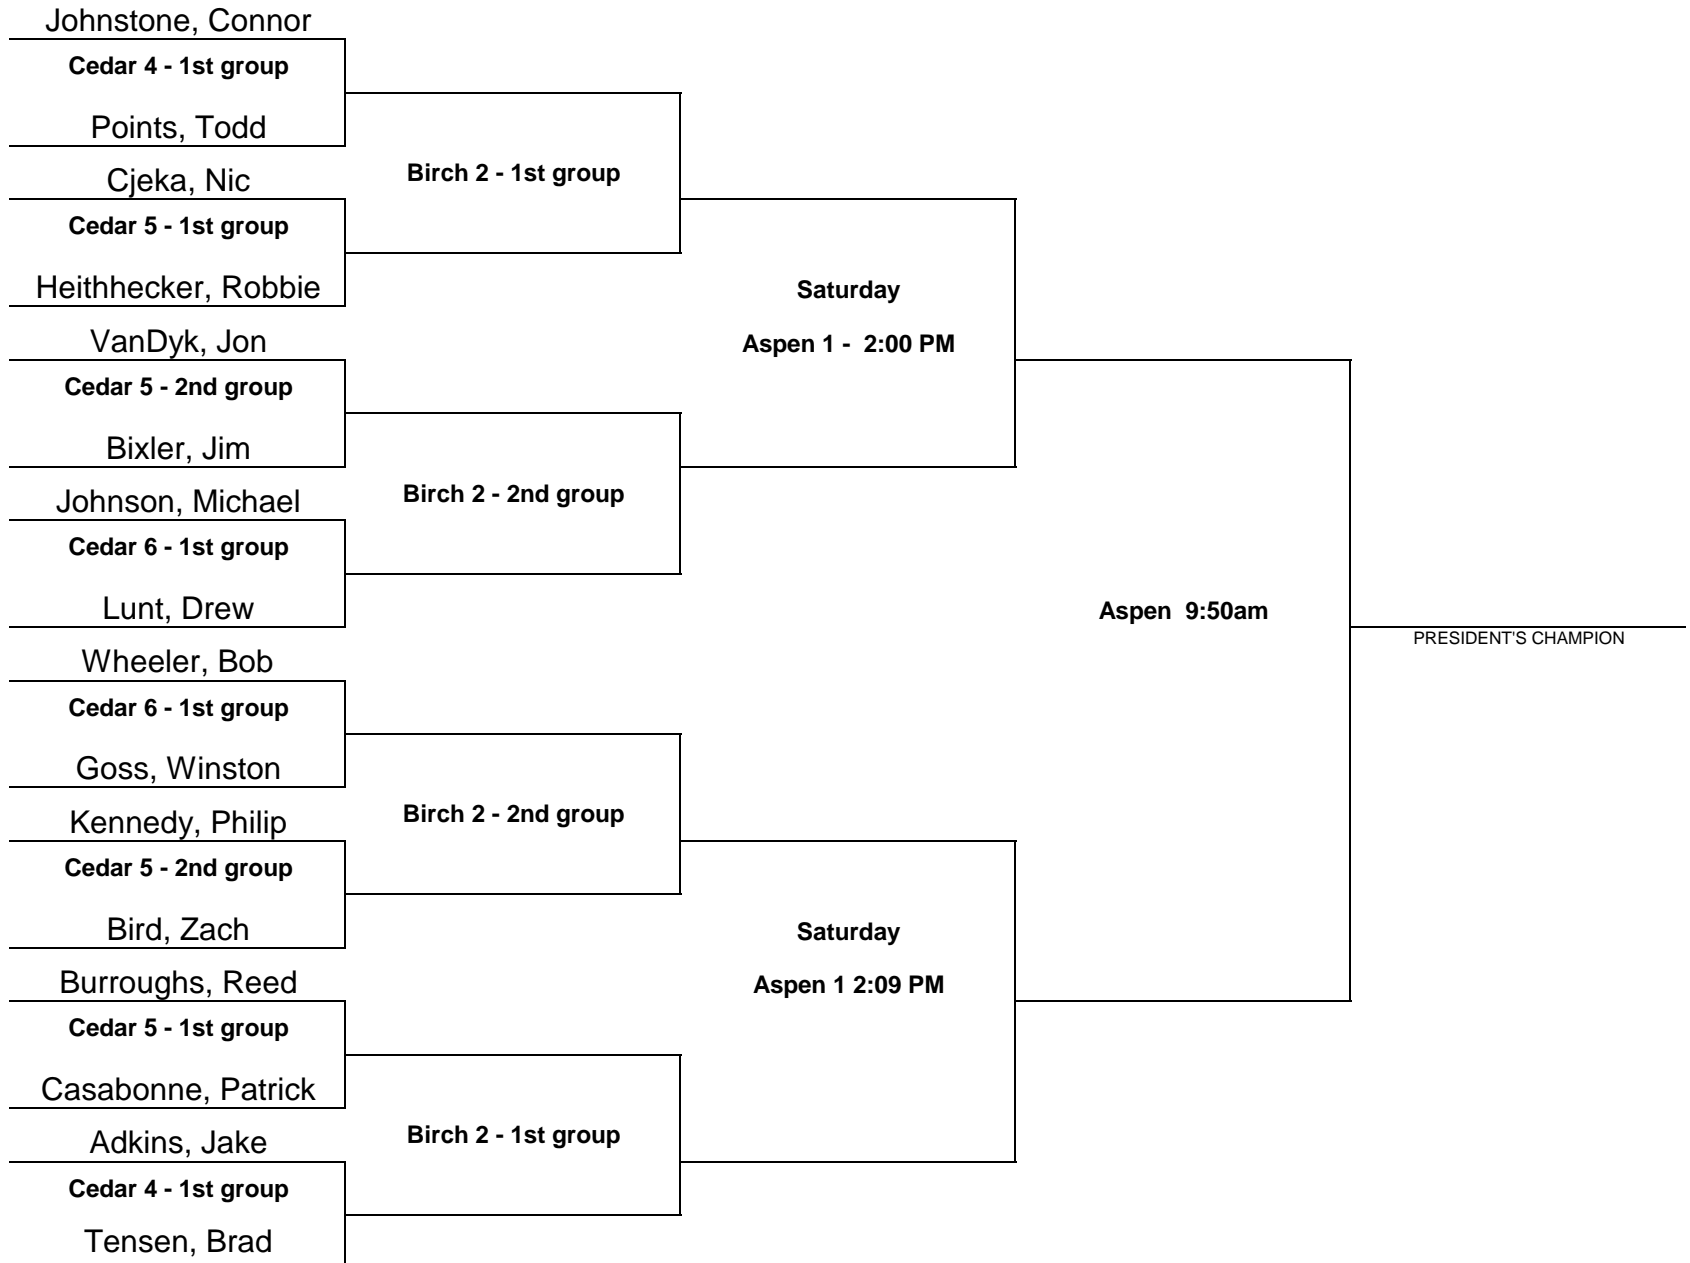 Johnstone, Connor
Cedar 4 - 1st group
Points, Todd
Cjeka, Nic
Cedar 5 - 1st group
Heithhecker, Robbie
VanDyk, Jon
Cedar 5 - 2nd group
Bixler, Jim
Johnson, Michael
Cedar 6 - 1st group
Lunt, Drew
Wheeler, Bob
Cedar 6 - 1st group
Goss, Winston
Kennedy, Philip
Cedar 5 - 2nd group
Bird, Zach
Burroughs, Reed
Cedar 5 - 1st group
Casabonne, Patrick
Adkins, Jake
Cedar 4 - 1st group
Tensen, Brad
Birch 2 - 1st group
Birch 2 - 2nd group
Birch 2 - 2nd group
Birch 2 - 1st group
Saturday
Aspen 1 -  2:00 PM
Saturday
Aspen 1 2:09 PM
Aspen  9:50am
PRESIDENT'S CHAMPION